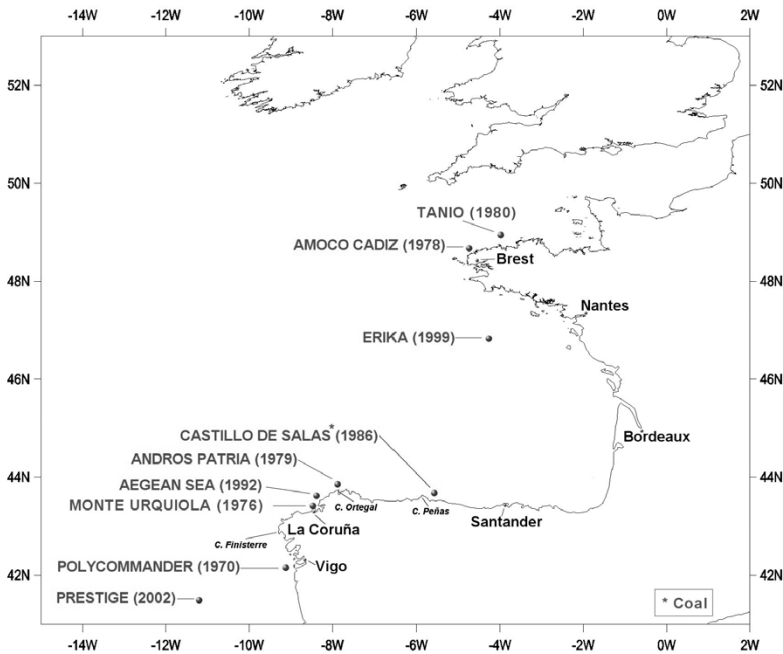 -14W -12W -10W -8W -6W -4W -2W 0W 2W
52N 52N
50N 50N
TANIO (1980)
AMOCO CADIZ (1978)
Brest
48N 48N
Nantes
ERIKA (1999)
46N 46N
CASTILLO DE SALAS* (1986)
Bordeaux
ANDROS PATRIA (1979)
44N 44N
AEGEAN SEA (1992)
C. Ortegal
C. Peñas
MONTE URQUIOLA (1976)
Santander
La Coruña
C. Finisterre
POLYCOMMANDER (1970)
Vigo
42N 42N
PRESTIGE (2002)
* Coal
-14W -12W -10W -8W -6W -4W -2W 0W 2W